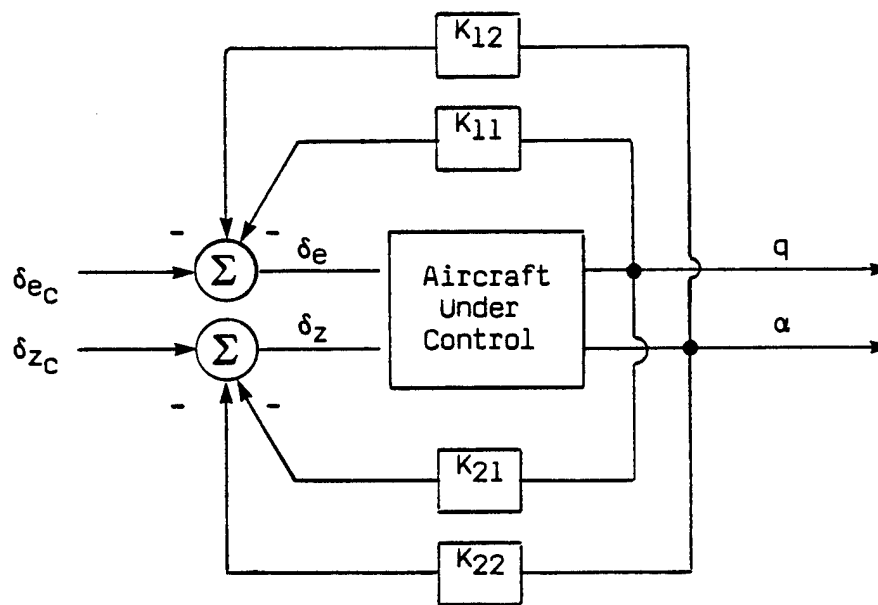 K12
K11
- -
δe
q
δec
Σ
Aircraft
Under
Control
δz
α
δzc
Σ
- -
K21
K22